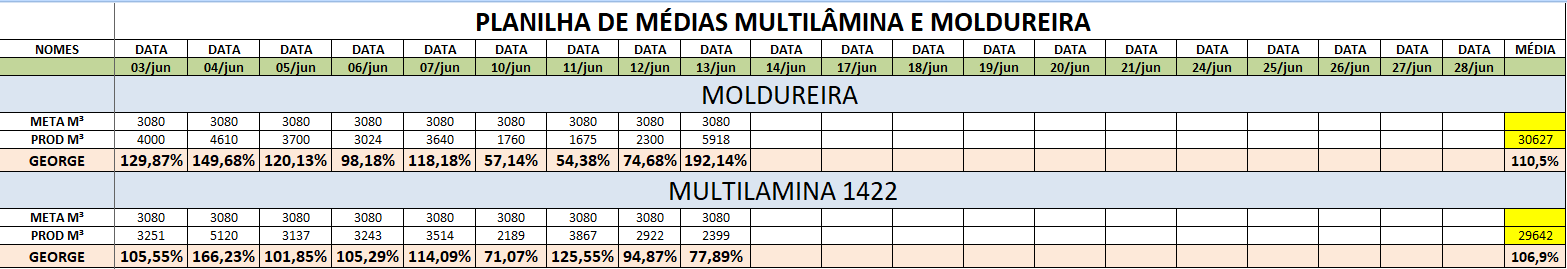 PLANILHA DE MÉDIAS MULTILÂMINA E MOLDUREIRA
NOMES DATA DATA DATA DATA DATA DATA DATA DATA DATA DATA DATA DATA DATA DATA DATA DATA DATA DATA DATA MÉDIA
03/jun 04/jun 05/jun 06/jun 07/jun 10/jun 11/jun 12/jun 13/jun 14/jun 17/jun 18/jun 19/jun 20/jun 21/jun 24/jun 25/jun 26/jun 27/jun 28/jun
MOLDUREIRA
META M³ 3080 3080 3080 3080 3080 3080 3080 3080 3080
PROD M³ 4000 4610 3700 3024 3640 1760 1675 2300 5918 30627
GEORGE 129,87% 149,68% 120,13% 98,18% 118,18% 57,14% 54,38% 74,68% 192,14% 110,5%
MULTILAMINA 1422
META M³ 3080 3080 3080 3080 3080 3080 3080 3080 3080
PROD M³ 3251 5120 3137 3243 3514 2189 3867 2922 2399 29642
GEORGE 105,55% 166,23% 101,85% 105,29% 114,09% 71,07% 125,55% 94,87% 77,89% 106,9%